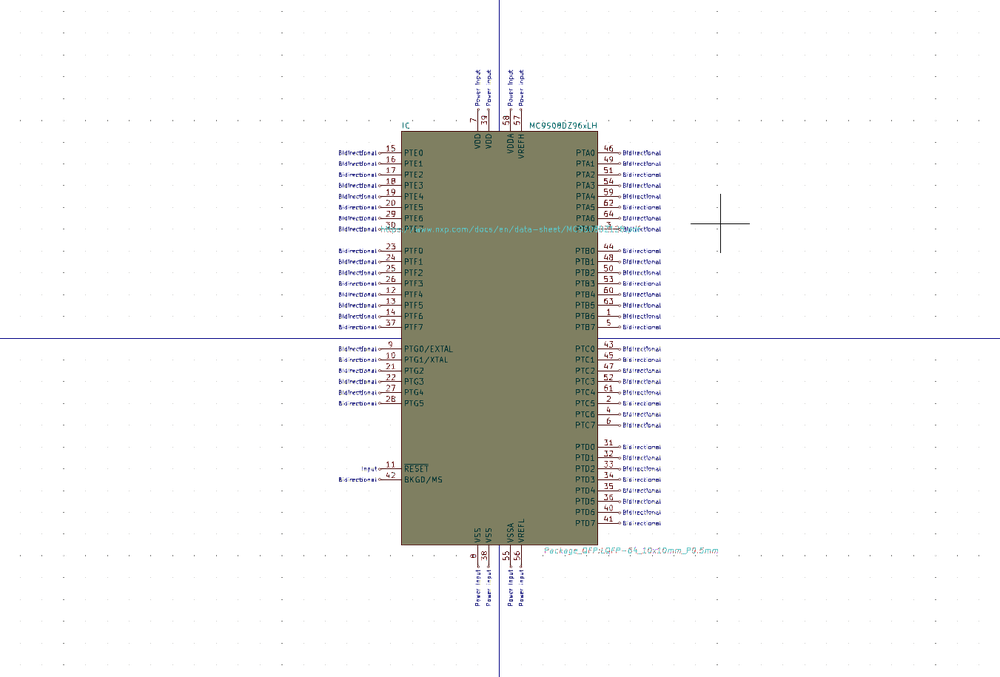 Power Input Power Input Power Input Power Input
7 39 58 57
IC MC9S08DZ96xLH
VDD VDD VDDA VREFH
Bidirectional 15 PTE0 PTA0 46 Bidirectional
Bidirectional 16 PTE1 PTA1 49 Bidirectional
Bidirectional 17 PTE2 PTA2 51 Bidirectional
Bidirectional 18 PTE3 PTA3 54 Bidirectional
Bidirectional 19 PTE4 PTA4 59 Bidirectional
Bidirectional 20 PTE5 PTA5 62 Bidirectional
Bidirectional 29 PTE6 PTA6 64 Bidirectional
Bidirectional 30 PTE7 PTA7 3 Bidirectional
Bidirectional 23 PTF0 PTB0 44 Bidirectional
Bidirectional 24 PTF1 PTB1 48 Bidirectional
Bidirectional 25 PTF2 PTB2 50 Bidirectional
Bidirectional 26 PTF3 PTB3 53 Bidirectional
Bidirectional 12 PTF4 PTB4 60 Bidirectional
Bidirectional 13 PTF5 PTB5 63 Bidirectional
Bidirectional 14 PTF6 PTB6 1 Bidirectional
Bidirectional 37 PTF7 PTB7 5 Bidirectional
Bidirectional 9 PTG0/EXTAL PTC0 43 Bidirectional
Bidirectional 10 PTG1/XTAL PTC1 45 Bidirectional
Bidirectional 21 PTG2 PTC2 47 Bidirectional
Bidirectional 22 PTG3 PTC3 52 Bidirectional
Bidirectional 27 PTG4 PTC4 61 Bidirectional
Bidirectional 28 PTG5 PTC5 2 Bidirectional
PTC6 4 Bidirectional
PTC7 6 Bidirectional
PTD0 31 Bidirectional
PTD1 32 Bidirectional
Input 11 RESET PTD2 33 Bidirectional
Bidirectional 42 BKGD/MS PTD3 34 Bidirectional
PTD4 35 Bidirectional
PTD5 36 Bidirectional
PTD6 40 Bidirectional
PTD7 41 Bidirectional
VSS VSS VSSA VREFL
8 38 55 56
Package_QFP:LQFP-64_10x10mm_P0.5mm
Power Input Power Input Power Input Power Input